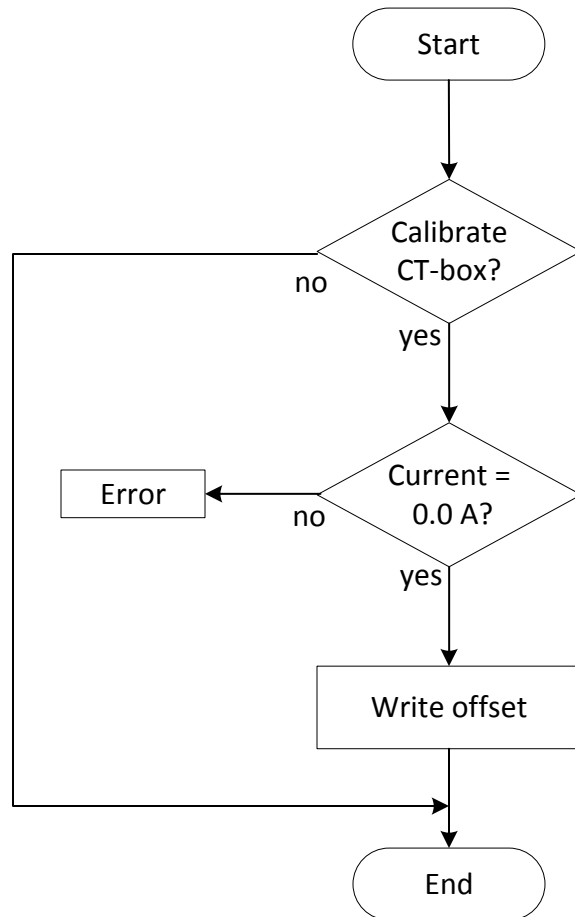 Start
Calibrate
CT-box?
no
yes
Current =
0.0 A?
Error
no
yes
Write offset
End